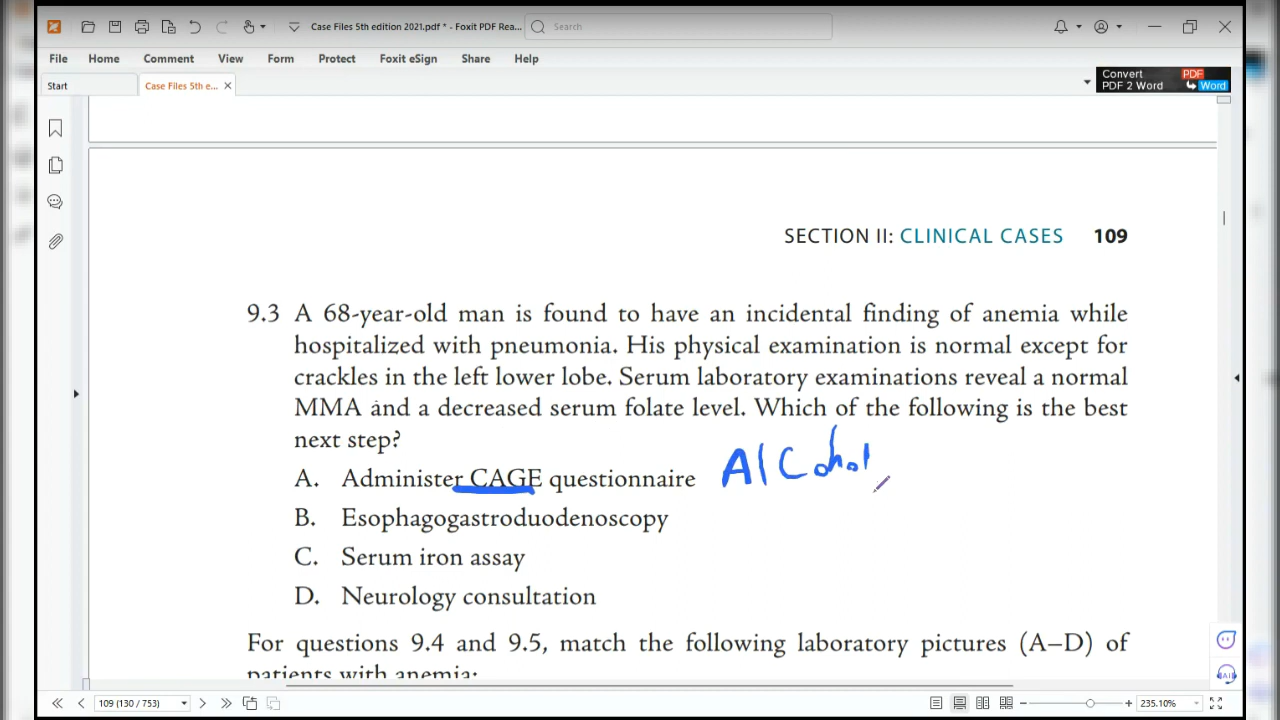 Case Files 5th edition 2021.pdf * - Foxit PDF Rea...
Search
File Home Comment View Form Protect Foxit eSign Share Help
Start
Case Files 5th e...
Convert PDF
PDF 2 Word Word
SECTION II: CLINICAL CASES 109
9.3 A 68-year-old man is found to have an incidental finding of anemia while
hospitalized with pneumonia. His physical examination is normal except for
crackles in the left lower lobe. Serum laboratory examinations reveal a normal
MMA and a decreased serum folate level. Which of the following is the best
next step?
A. Administer CAGE questionnaire Alcohol
B. Esophagogastroduodenoscopy
C. Serum iron assay
D. Neurology consultation
For questions 9.4 and 9.5, match the following laboratory pictures (A–D) of
patients with anemia:
109 (130 / 753)
235.10%